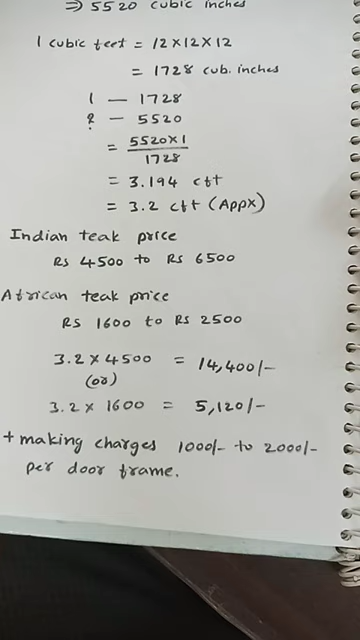 ⇒ 5520 cubic inches
1 cubic feet = 12×12×12
= 1728 cub. inches
1 — 1728
? — 5520
= 5520×1
1728
= 3.194 cft
= 3.2 cft (Appx)
Indian teak price
Rs 4500 to Rs 6500
African teak price
Rs 1600 to Rs 2500
3.2 × 4500 = 14,400/-
(or)
3.2 × 1600 = 5,120/-
+ making charges 1000/- to 2000/-
per door frame.